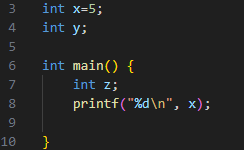 3 int x=5;
4 int y;
5
6 int main() {
7 int z;
8 printf("%d\n", x);
9
10 }